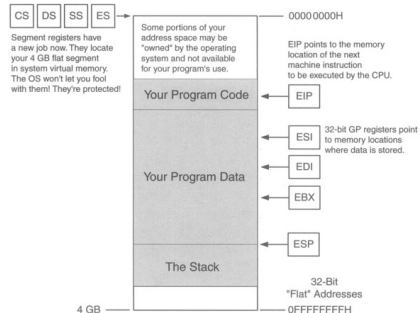 CS DS SS ES
Segment registers have
a new job now. They locate
your 4 GB flat segment
in system virtual memory.
The OS won't let you fool
with them! They're protected!
Some portions of your
address space may be
"owned" by the operating
system and not available
for your program's use.
00000000H
EIP points to the memory
location of the next
machine instruction
to be executed by the CPU.
Your Program Code
EIP
ESI
32-bit GP registers point
to memory locations
where data is stored.
EDI
Your Program Data
EBX
ESP
The Stack
32-Bit
"Flat" Addresses
4 GB
0FFFFFFFFH